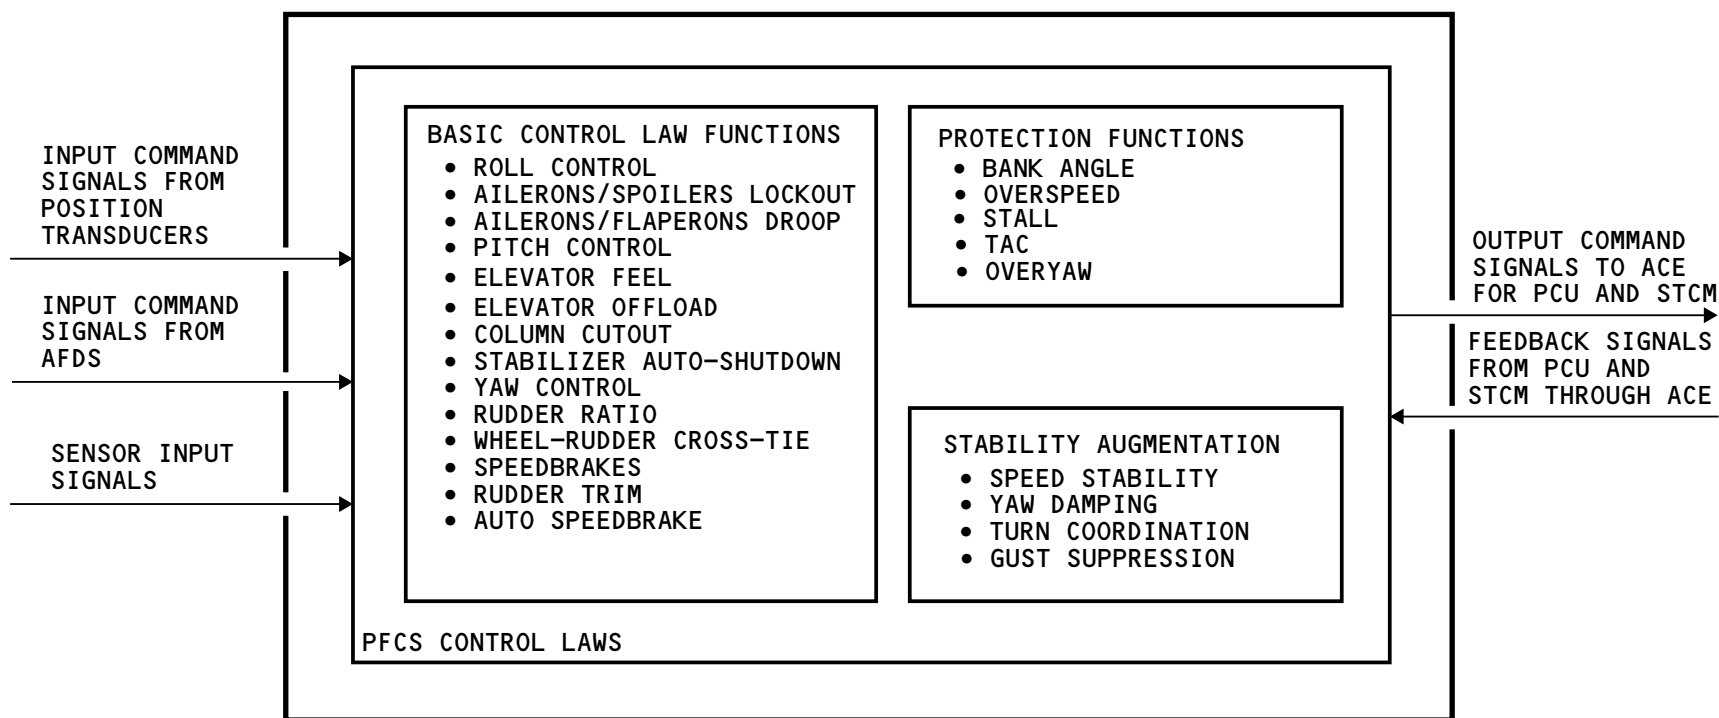 INPUT COMMAND
SIGNALS FROM
POSITION
TRANSDUCERS
INPUT COMMAND
SIGNALS FROM
AFDS
SENSOR INPUT
SIGNALS
BASIC CONTROL LAW FUNCTIONS
• ROLL CONTROL
• AILERONS/SPOILERS LOCKOUT
• AILERONS/FLAPERONS DROOP
• PITCH CONTROL
• ELEVATOR FEEL
• ELEVATOR OFFLOAD
• COLUMN CUTOUT
• STABILIZER AUTO-SHUTDOWN
• YAW CONTROL
• RUDDER RATIO
• WHEEL-RUDDER CROSS-TIE
• SPEEDBRAKES
• RUDDER TRIM
• AUTO SPEEDBRAKE
PROTECTION FUNCTIONS
• BANK ANGLE
• OVERSPEED
• STALL
• TAC
• OVERYAW
STABILITY AUGMENTATION
• SPEED STABILITY
• YAW DAMPING
• TURN COORDINATION
• GUST SUPPRESSION
PFCS CONTROL LAWS
OUTPUT COMMAND
SIGNALS TO ACE
FOR PCU AND STCM
FEEDBACK SIGNALS
FROM PCU AND
STCM THROUGH ACE